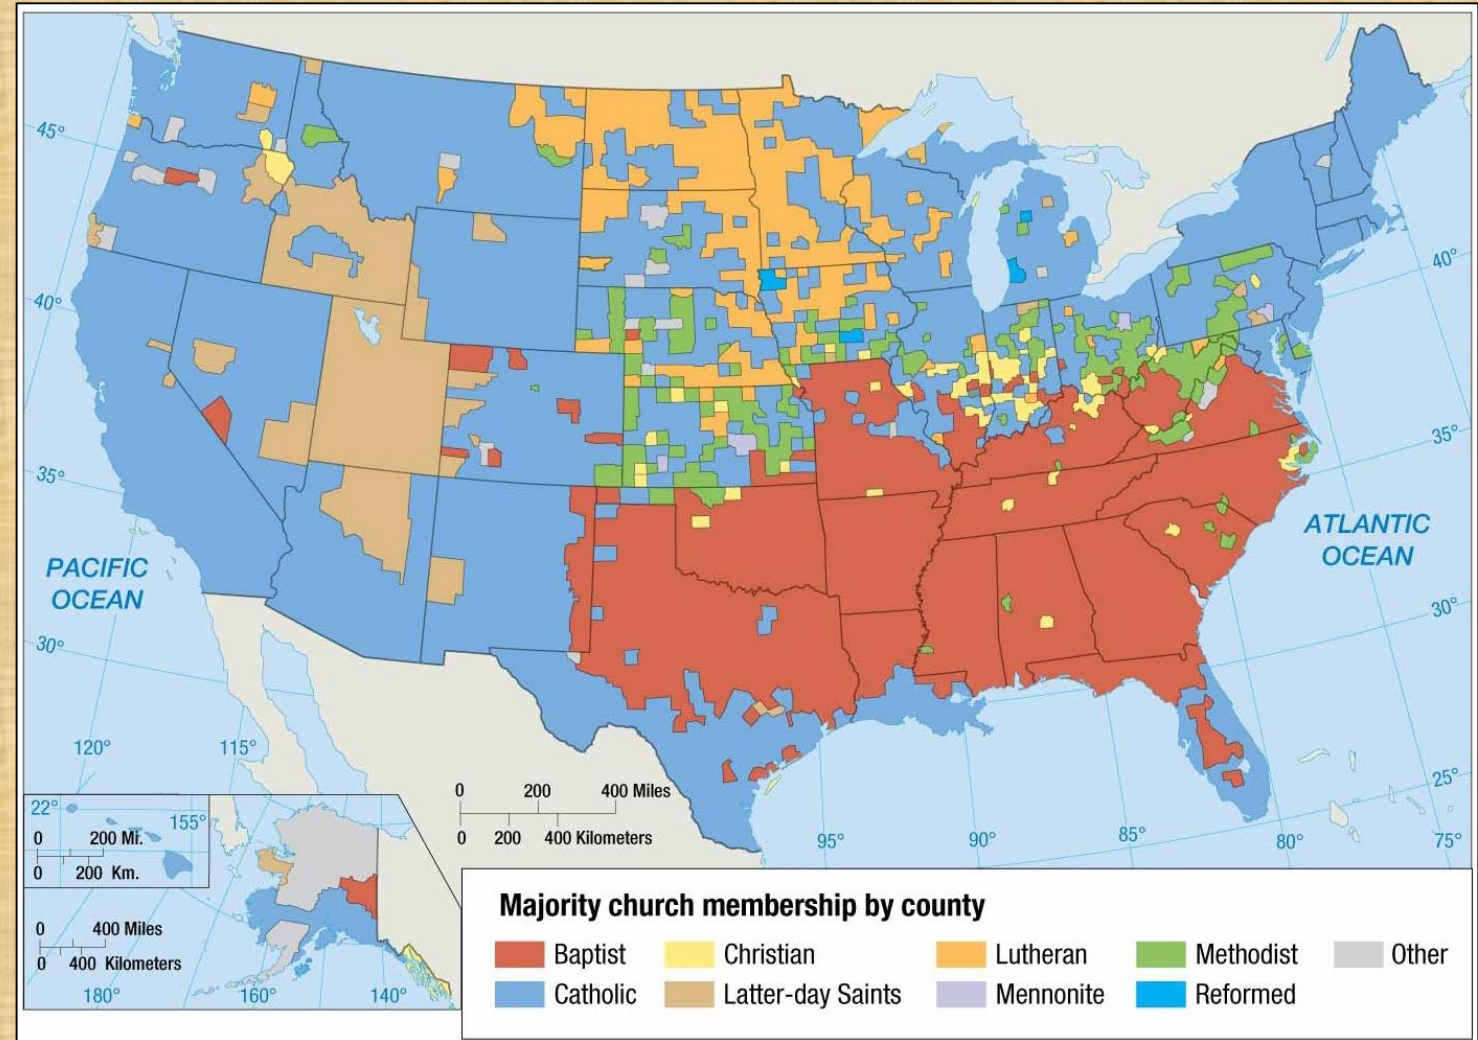 45°
40°
35°
30°
120°
115°
PACIFIC
OCEAN
ATLANTIC
OCEAN
40°
35°
30°
25°
95°
90°
85°
80°
75°
22°
155°
0 200 Mi.
0 200 Km.
0 400 Miles
0 400 Kilometers
180°
160°
140°
0 200 400 Miles
0 200 400 Kilometers
Majority church membership by county
Baptist Christian Lutheran Methodist Other
Catholic Latter-day Saints Mennonite Reformed